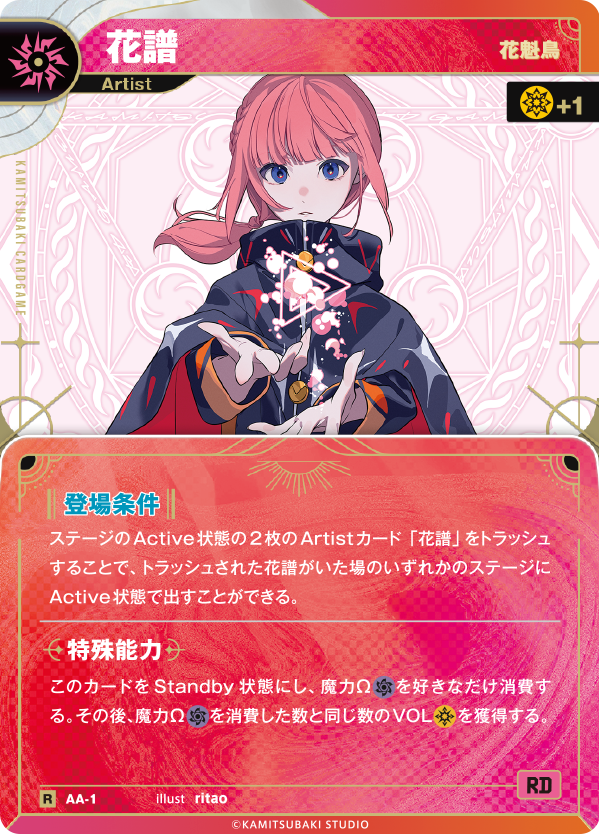 花譜
花魁鳥
Artist
+1
KAMITSUBAKI CARDGAME
登場条件
ステージのActive状態の2枚のArtistカード「花譜」をトラッシュ
することで、トラッシュされた花譜がいた場のいずれかのステージに
Active状態で出すことができる。
特殊能力
このカードをStandby状態にし、魔力Ωを好きなだけ消費す
る。その後、魔力Ωを消費した数と同じ数のVOLを獲得する。
R AA-1 illust ritao
RD
©KAMITSUBAKI STUDIO